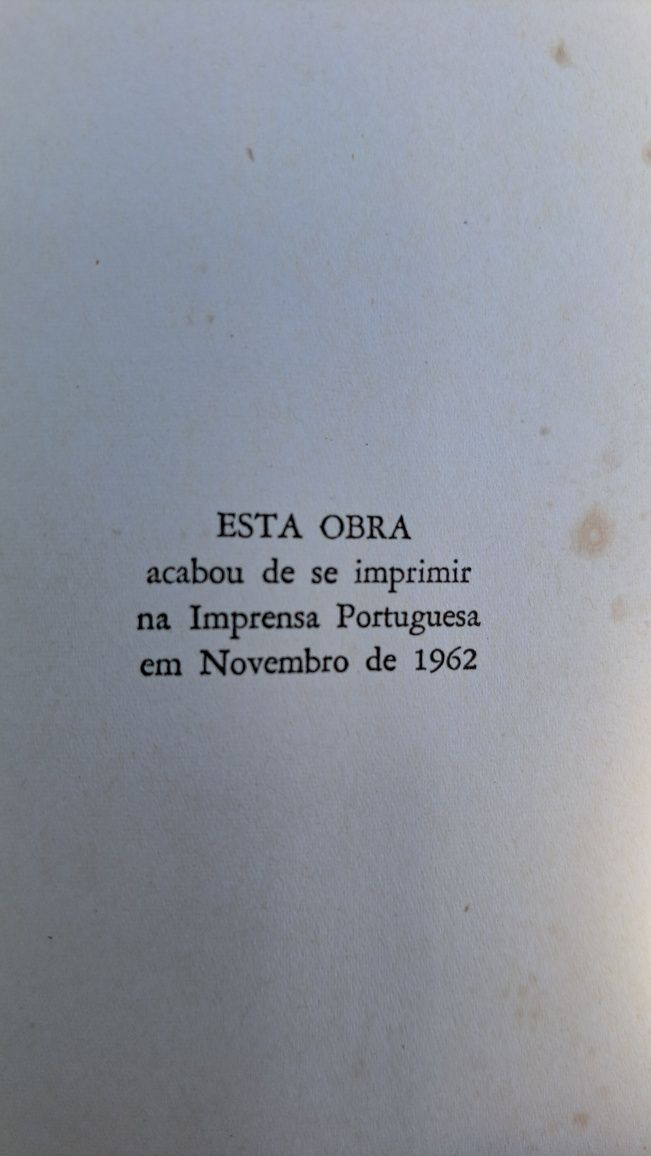 ESTA OBRA
acabou de se imprimir
na Imprensa Portuguesa
em Novembro de 1962